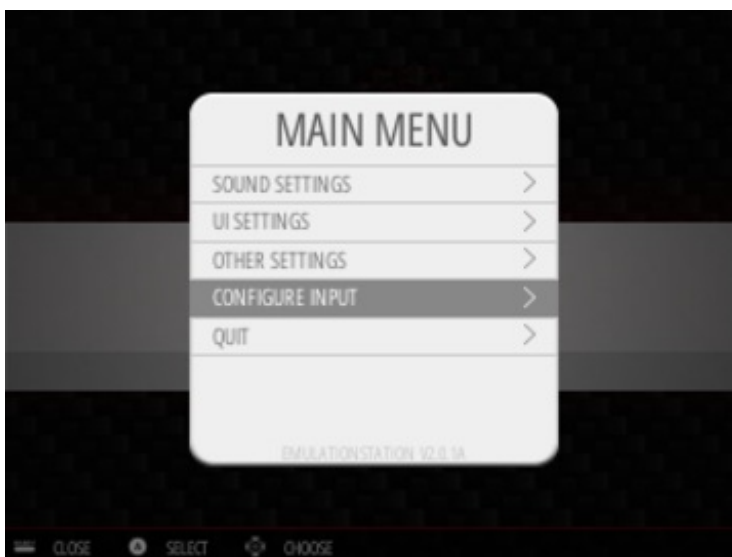 MAIN MENU
SOUND SETTINGS
UI SETTINGS
OTHER SETTINGS
CONFIGURE INPUT
QUIT
EMULATIONSTATION V2.0.1A
CLOSE SELECT CHOOSE